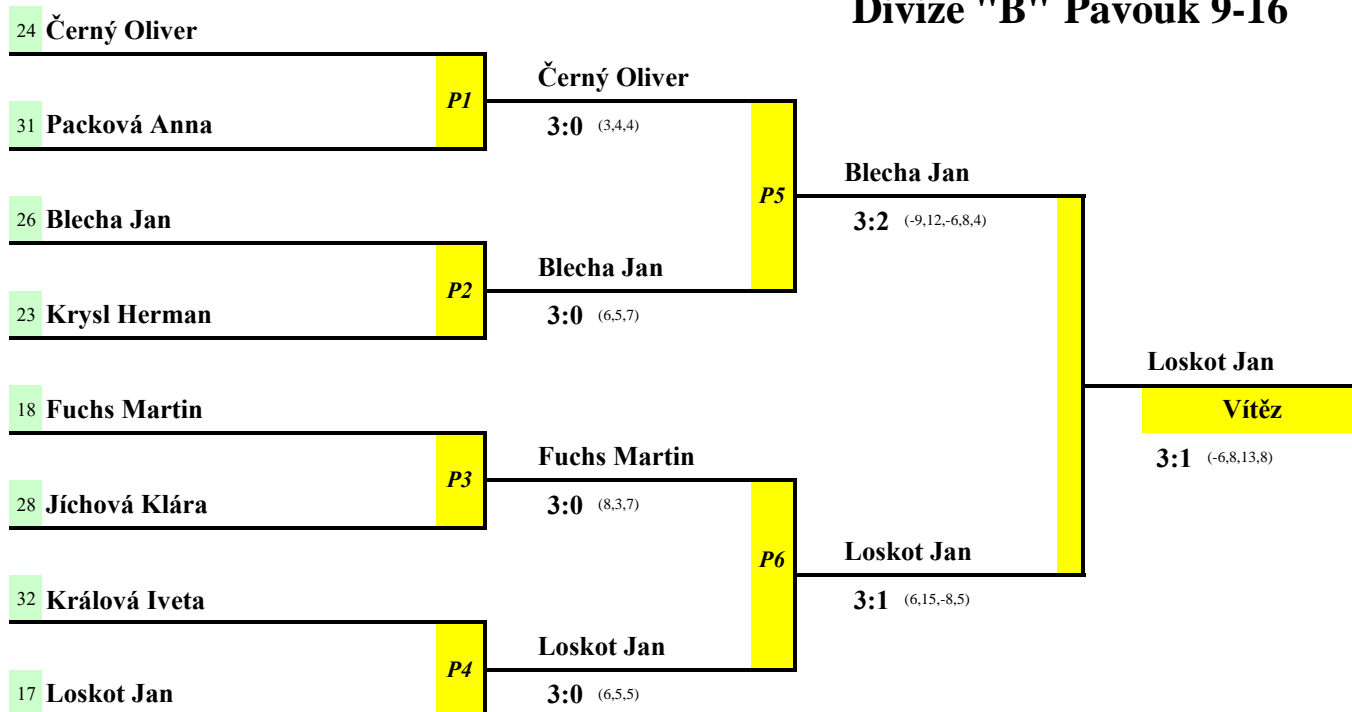 Divize "B" Pavouk 9-16
24 Černý Oliver
Černý Oliver
P1
31 Packová Anna
3:0 (3,4,4)
Blecha Jan
P5
26 Blecha Jan
3:2 (-9,12,-6,8,4)
Blecha Jan
P2
23 Krysl Herman
3:0 (6,5,7)
Loskot Jan
18 Fuchs Martin
Vítěz
Fuchs Martin
3:1 (-6,8,13,8)
P3
28 Jíchová Klára
3:0 (8,3,7)
Loskot Jan
P6
32 Králová Iveta
3:1 (6,15,-8,5)
Loskot Jan
P4
17 Loskot Jan
3:0 (6,5,5)